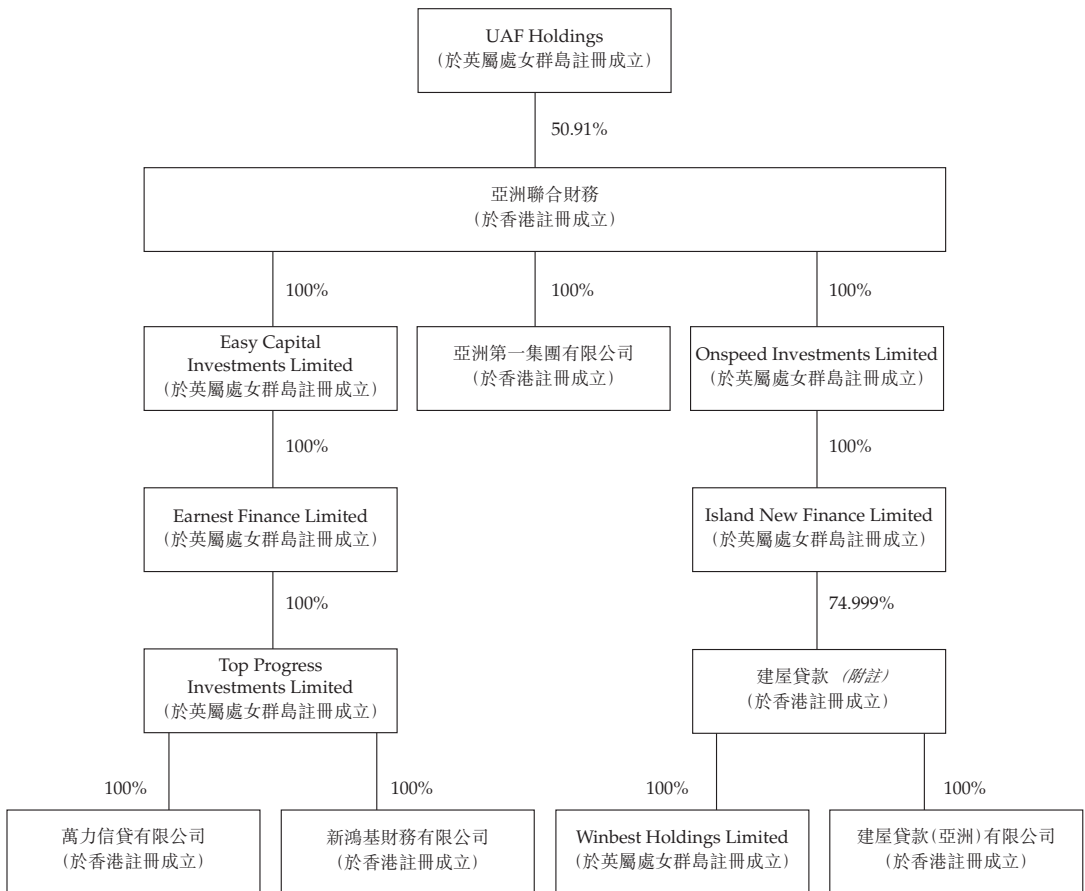 UAF Holdings
(於英屬處女群島註冊成立)
50.91%
亞洲聯合財務
(於香港註冊成立)
100%
100%
100%
Easy Capital
Investments Limited
(於英屬處女群島註冊成立)
亞洲第一集團有限公司
(於香港註冊成立)
Onspeed Investments Limited
(於英屬處女群島註冊成立)
100%
100%
Earnest Finance Limited
(於英屬處女群島註冊成立)
Island New Finance Limited
(於英屬處女群島註冊成立)
100%
74.999%
Top Progress
Investments Limited
(於英屬處女群島註冊成立)
建屋貸款 (附註)
(於香港註冊成立)
100%
100%
100%
100%
萬力信貸有限公司
(於香港註冊成立)
新鴻基財務有限公司
(於香港註冊成立)
Winbest Holdings Limited
(於英屬處女群島註冊成立)
建屋貸款(亞洲)有限公司
(於香港註冊成立)